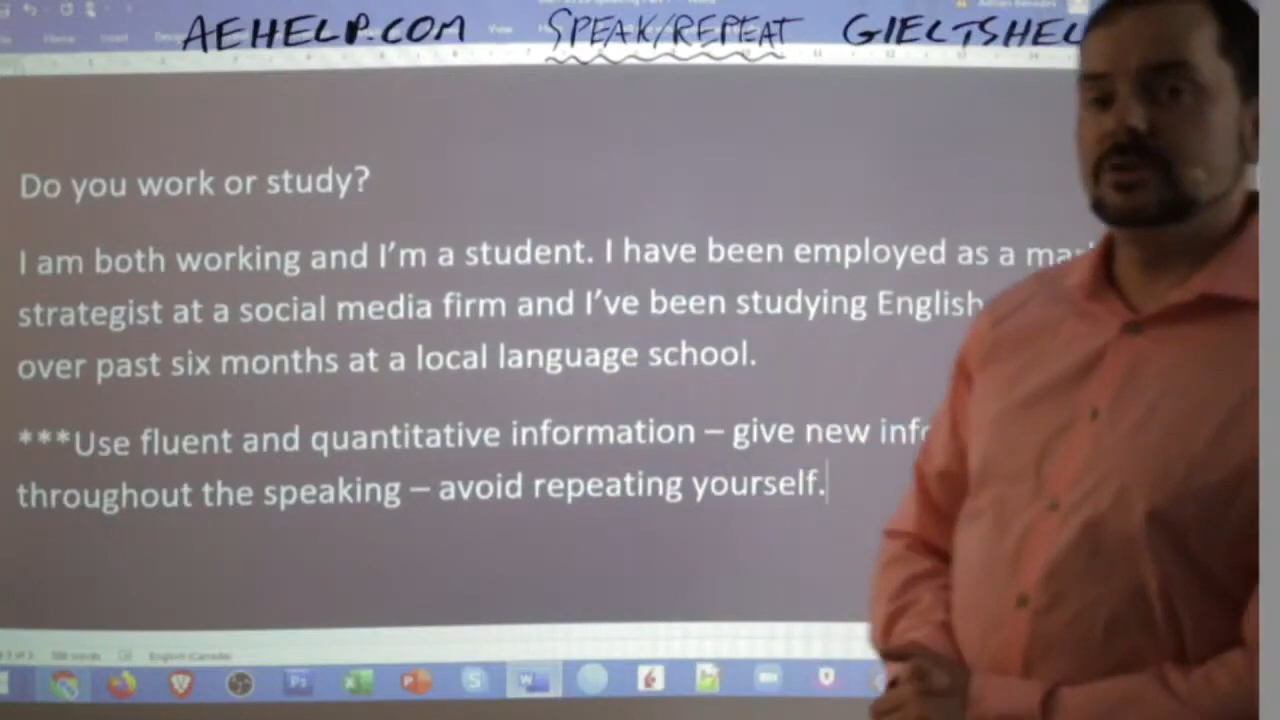 AEHELP.COM SPEAK/REPEAT GIELTSHEL
Do you work or study?
I am both working and I'm a student. I have been employed as a
strategist at a social media firm and I've been studying English
over past six months at a local language school.
***Use fluent and quantitative information – give new
throughout the speaking – avoid repeating yourself.
English (Canada)